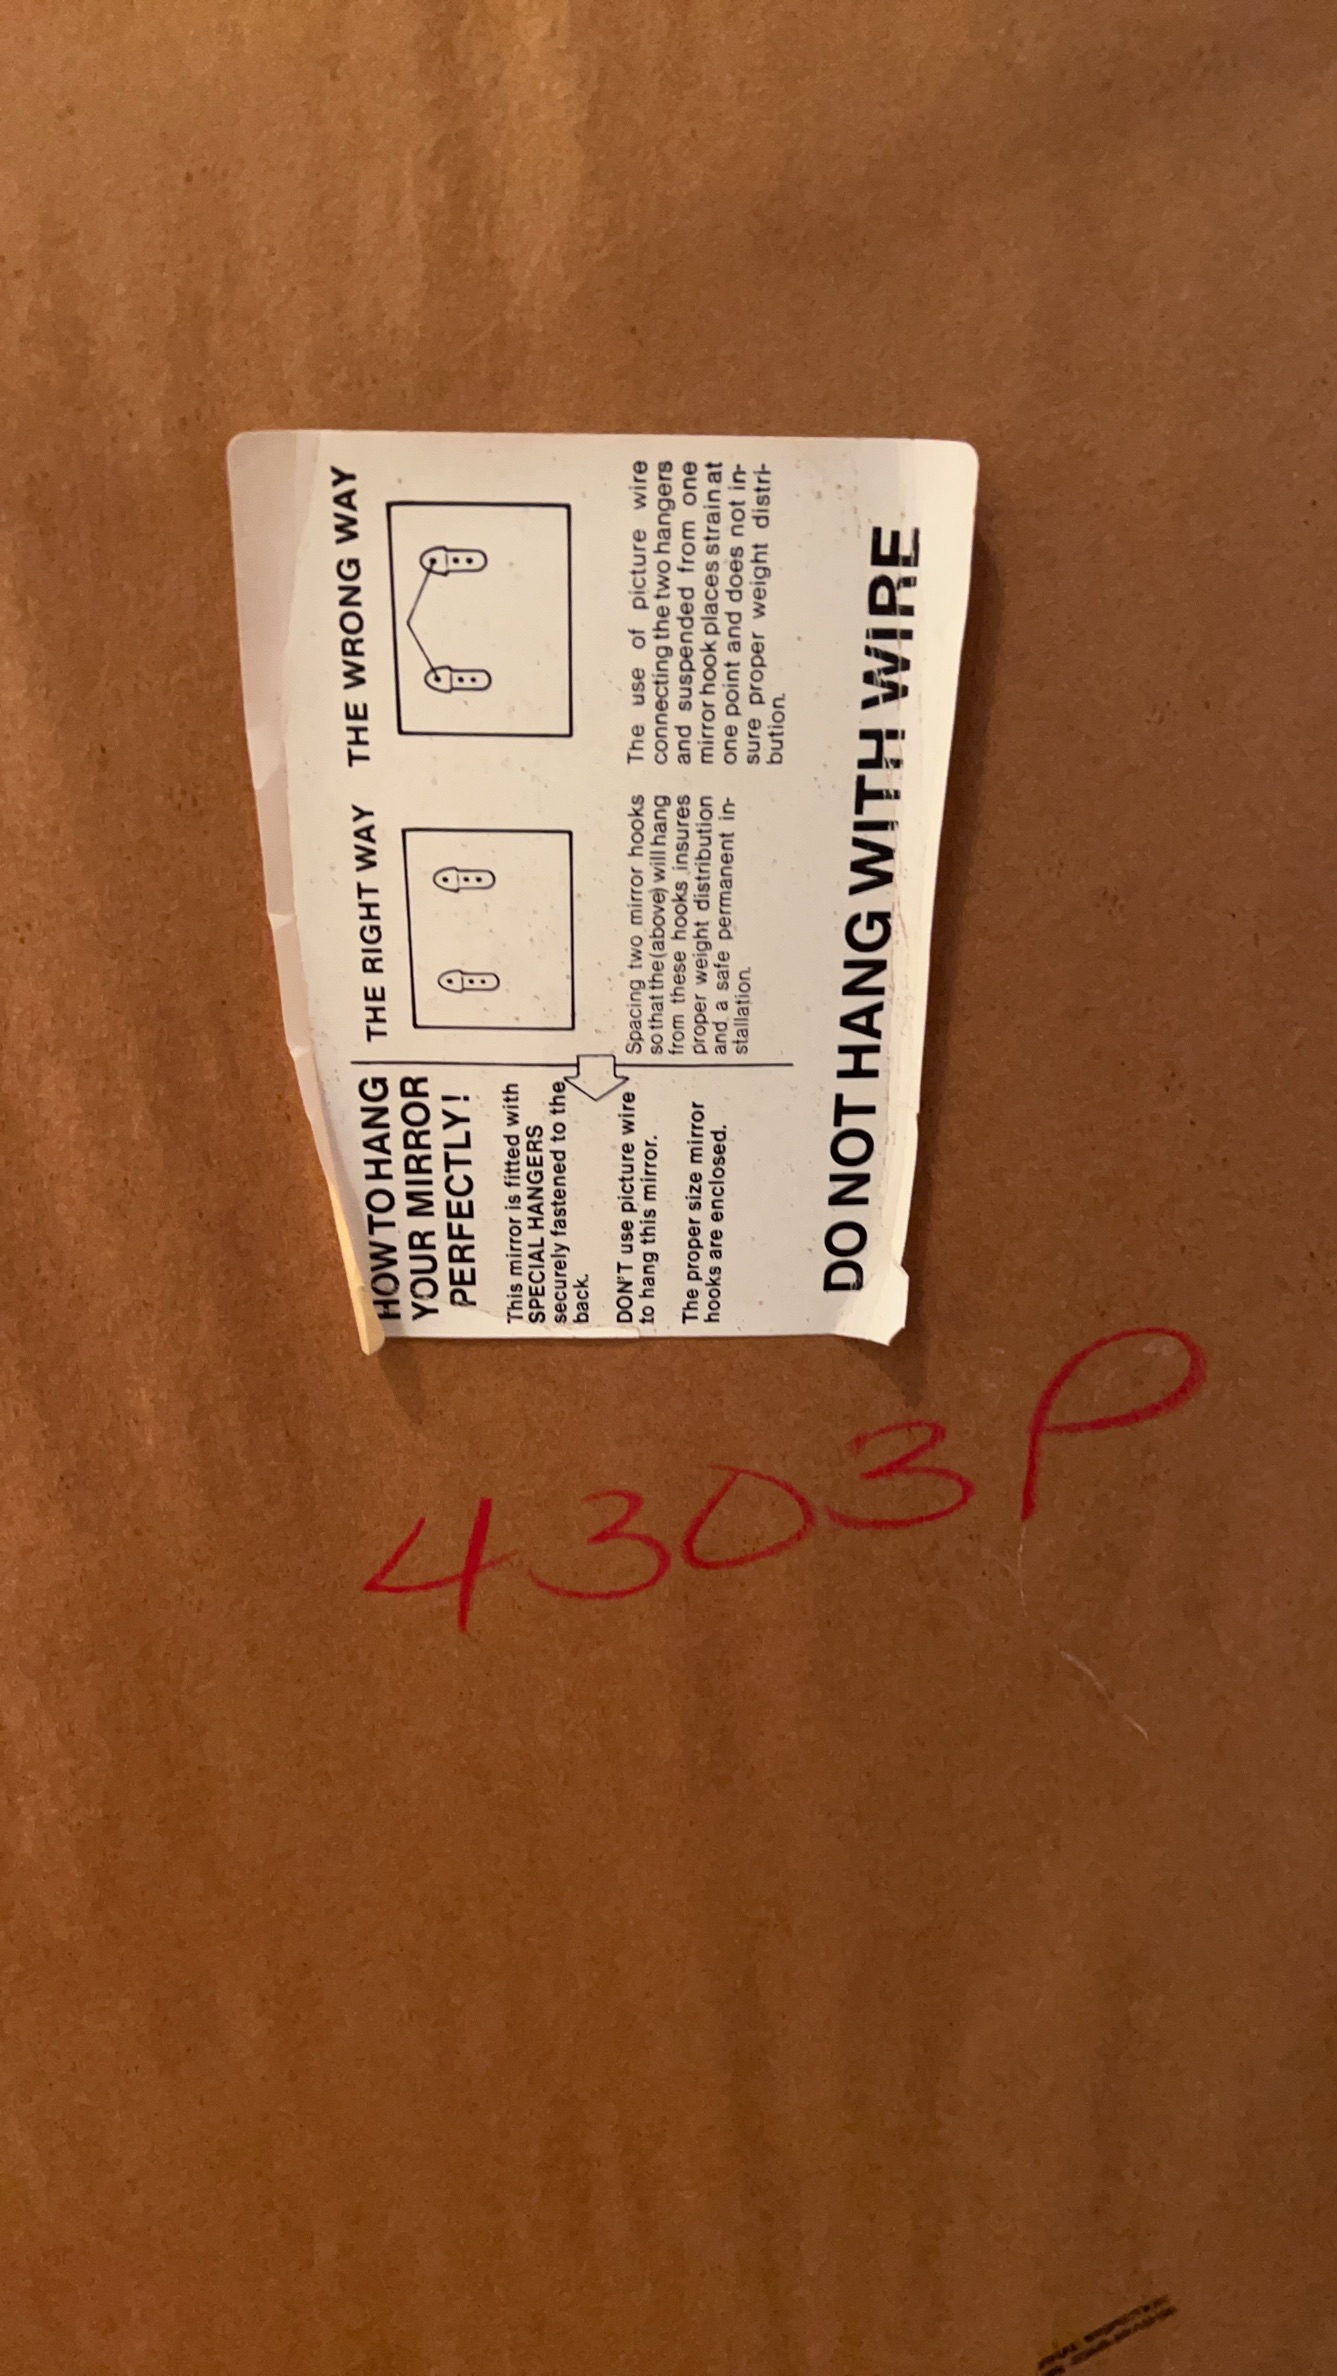 HOW TO HANG
YOUR MIRROR
PERFECTLY!
This mirror is fitted with
SPECIAL HANGERS
securely fastened to the
back.
DON'T use picture wire
to hang this mirror.
The proper size mirror
hooks are enclosed.
THE RIGHT WAY
Spacing two mirror hooks
so that the (above) will hang
from these hooks insures
proper weight distribution
and a safe permanent in-
stallation.
THE WRONG WAY
The use of picture wire
connecting the two hangers
and suspended from one
mirror hook places strain at
one point and does not in-
sure proper weight distri-
bution.
DO NOT HANG WITH WIRE
4303P